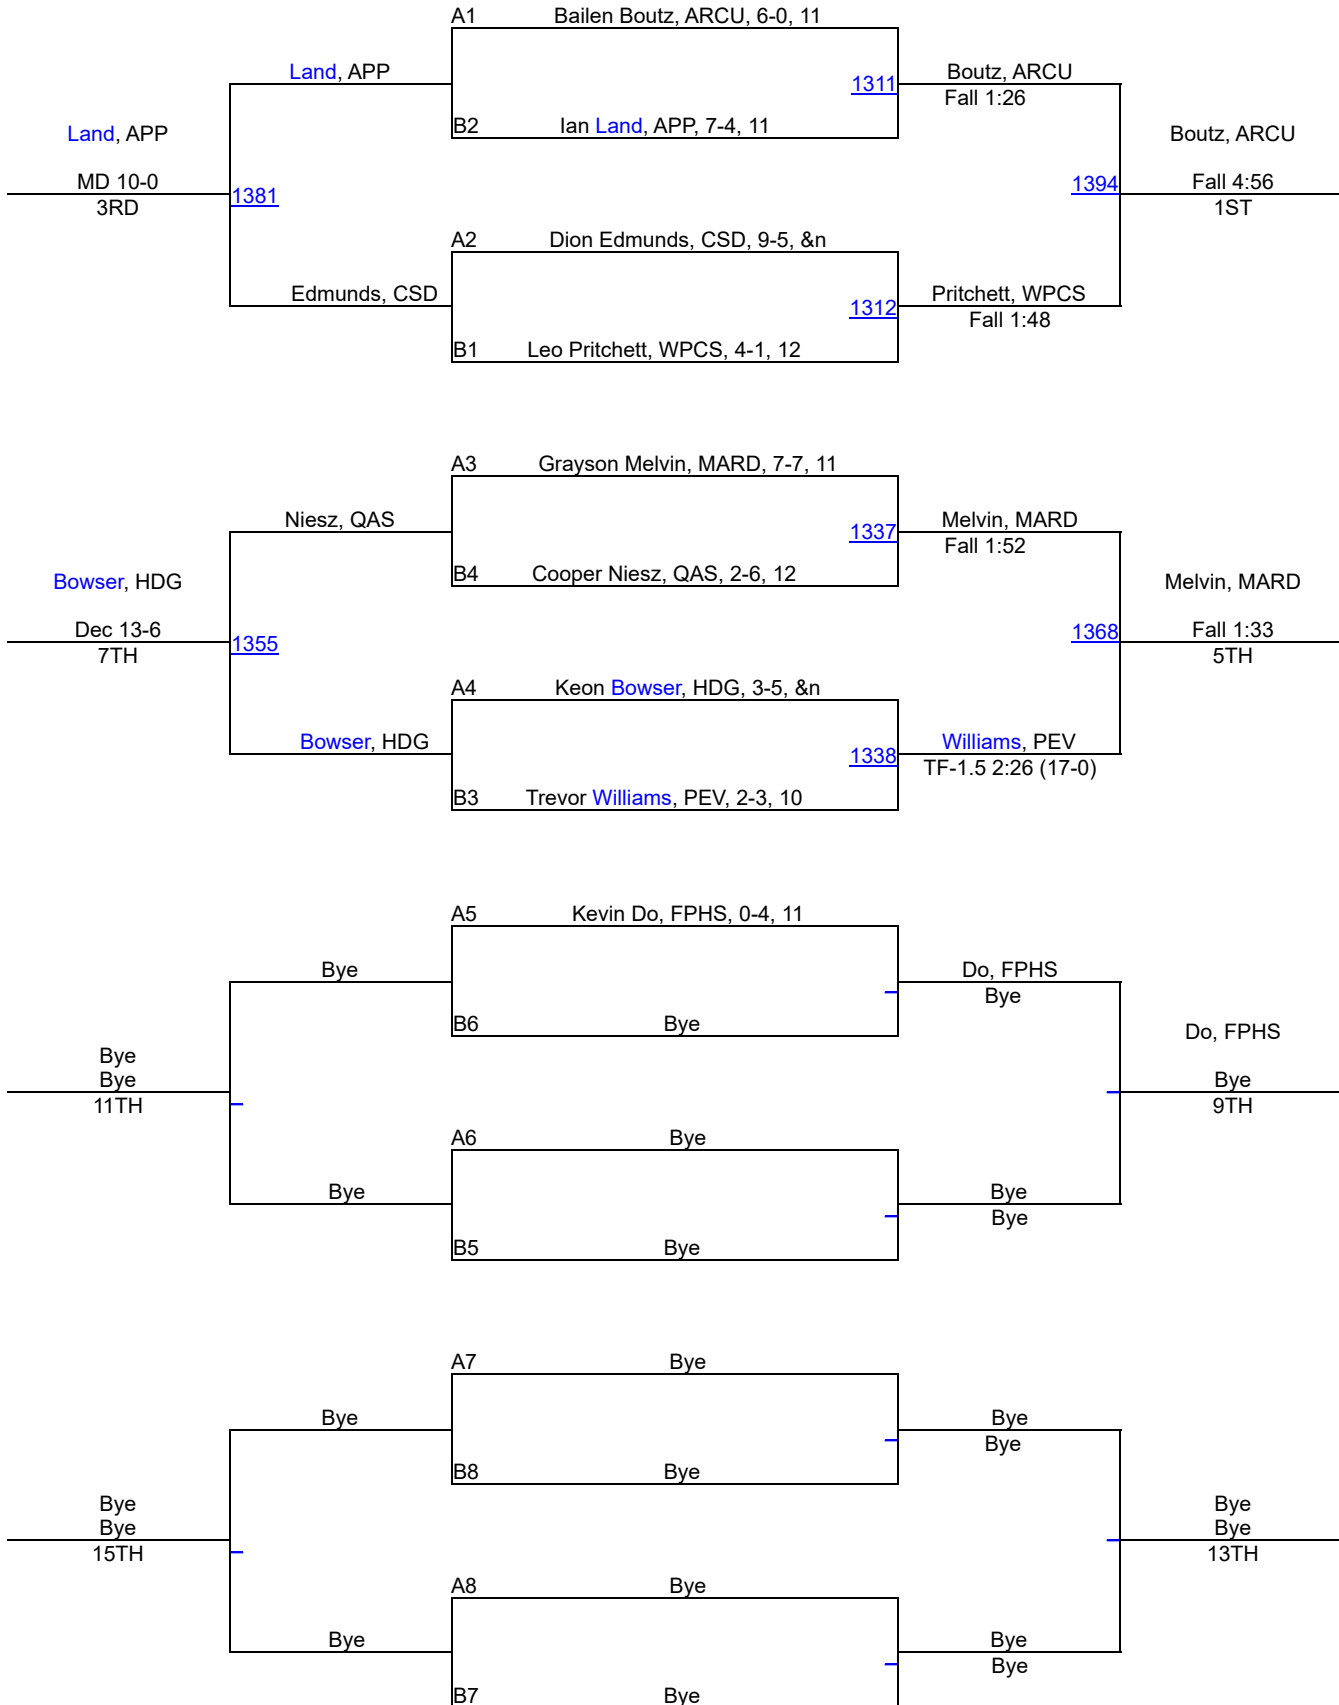 A1 Bailen Boutz, ARCU, 6-0, 11
Land, APP
1311
Boutz, ARCU
Fall 1:26
B2 Ian Land, APP, 7-4, 11
Land, APP
Boutz, ARCU
MD 10-0
3RD
1381
1394
Fall 4:56
1ST
A2 Dion Edmunds, CSD, 9-5, &n
Edmunds, CSD
1312
Pritchett, WPCS
Fall 1:48
B1 Leo Pritchett, WPCS, 4-1, 12
A3 Grayson Melvin, MARD, 7-7, 11
Niesz, QAS
1337
Melvin, MARD
Fall 1:52
B4 Cooper Niesz, QAS, 2-6, 12
Bowser, HDG
Melvin, MARD
Dec 13-6
7TH
1355
1368
Fall 1:33
5TH
A4 Keon Bowser, HDG, 3-5, &n
Bowser, HDG
1338
Williams, PEV
TF-1.5 2:26 (17-0)
B3 Trevor Williams, PEV, 2-3, 10
A5 Kevin Do, FPHS, 0-4, 11
Bye
Do, FPHS
Bye
B6 Bye
Bye
Bye
11TH
Do, FPHS
Bye
9TH
A6 Bye
Bye
Bye
Bye
B5 Bye
A7 Bye
Bye
Bye
Bye
B8 Bye
Bye
Bye
15TH
Bye
Bye
13TH
A8 Bye
Bye
Bye
Bye
B7 Bye